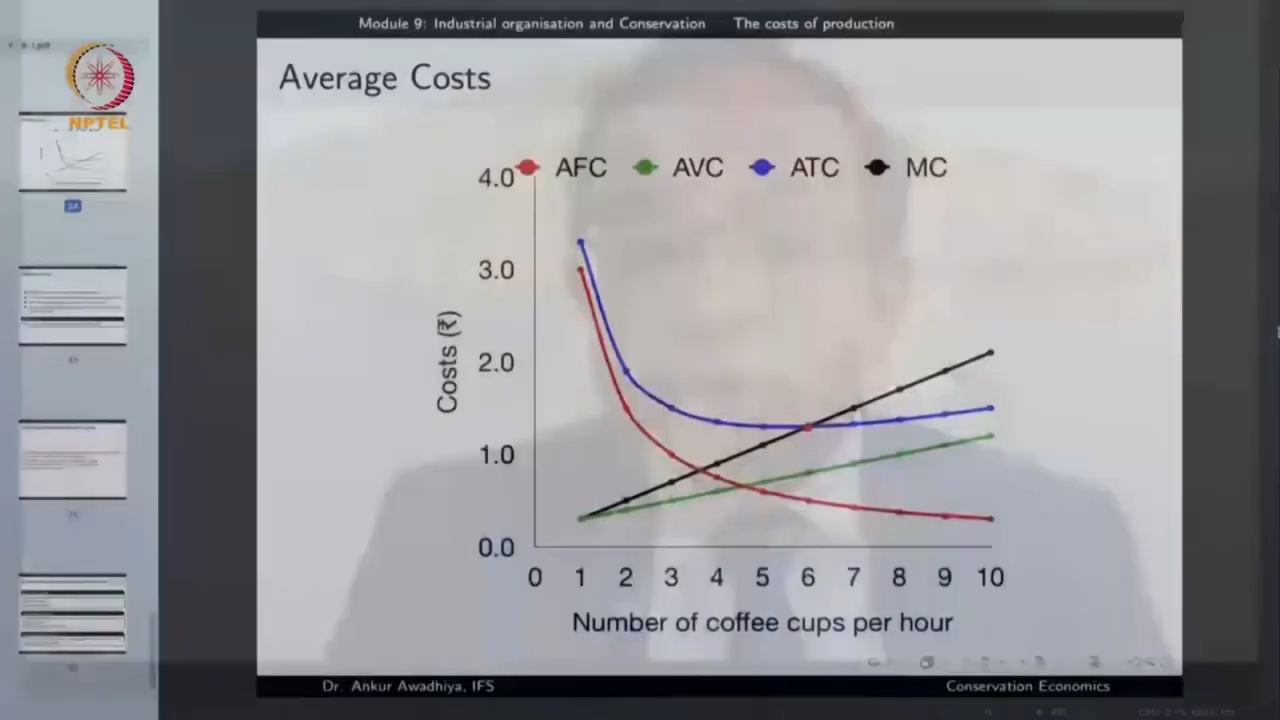 Module 9: Industrial organisation and Conservation The costs of production
NPTEL
Average Costs
AFC AVC ATC MC
4.0
3.0
2.0
1.0
0.0
Costs (₹)
0 1 2 3 4 5 6 7 8 9 10
Number of coffee cups per hour
Dr. Ankur Awadhiya, IFS Conservation Economics